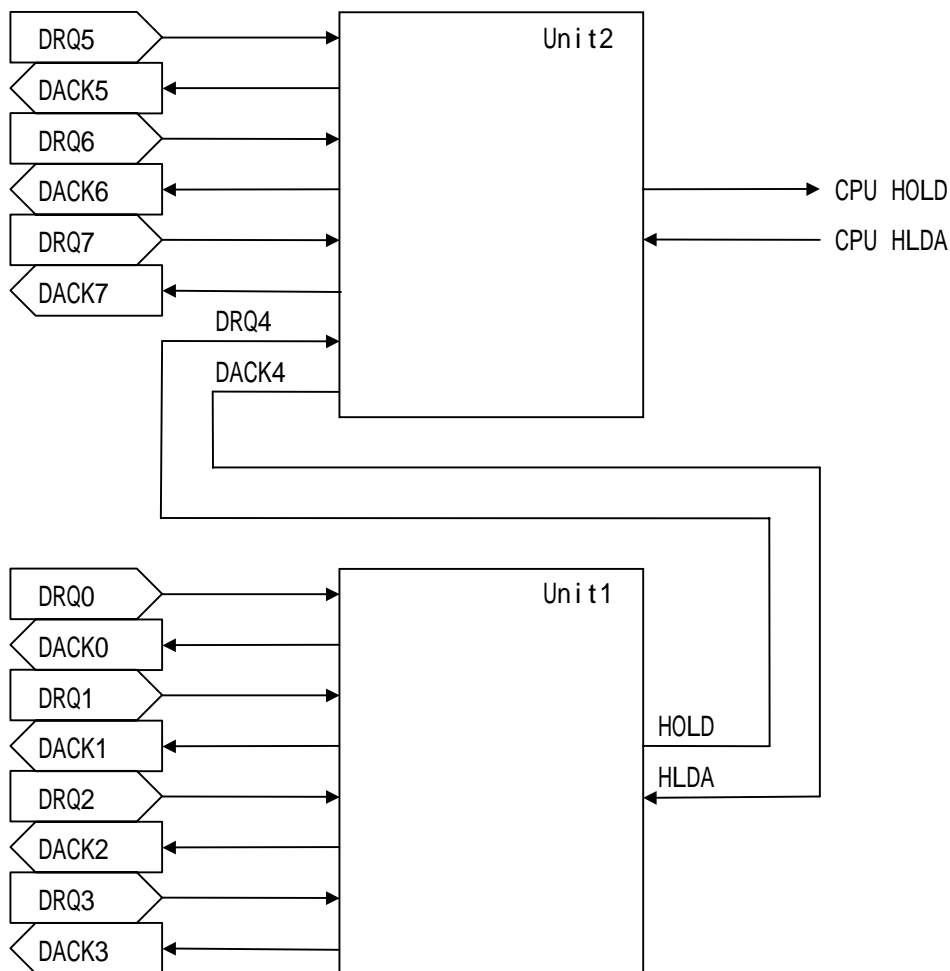 DRQ5
Unit2
DACK5
DRQ6
DACK6
CPU HOLD
DRQ7
CPU HLDA
DACK7
DRQ4
DACK4
DRQ0
Unit1
DACK0
DRQ1
DACK1
HOLD
HLDA
DRQ2
DACK2
DRQ3
DACK3